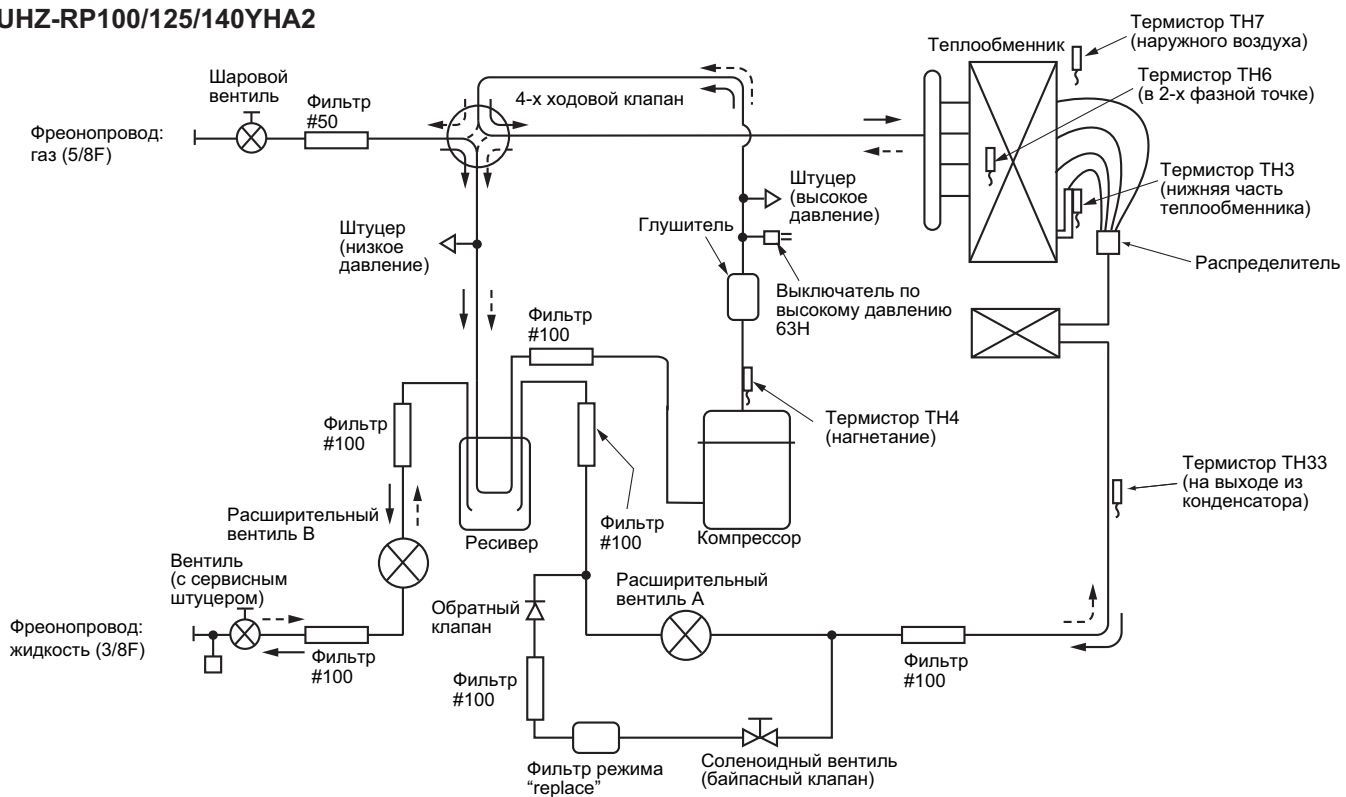 UHZ-RP100/125/140YHA2
Термистор TH7
(наружного воздуха)
Теплообменник
Термистор TH6
(в 2-х фазной точке)
Шаровой
вентиль
Фильтр
#50
4-х ходовой клапан
Фреонопровод:
газ (5/8F)
Термистор TH3
(нижняя часть
теплообменника)
Штуцер
(высокое
давление)
Штуцер
(низкое
давление)
Глушитель
Распределитель
Выключатель по
высокому давлению
63H
Фильтр
#100
Фильтр
#100
Термистор TH4
(нагнетание)
Термистор TH33
(на выходе из
конденсатора)
Расширительный
вентиль B
Фильтр
#100
Ресивер
Компрессор
Вентиль
(с сервисным
штуцером)
Расширительный
вентиль A
Обратный
клапан
Фреонопровод:
жидкость (3/8F)
Фильтр
#100
Фильтр
#100
Фильтр
#100
Соленоидный вентиль
(байпасный клапан)
Фильтр режима
“replace”